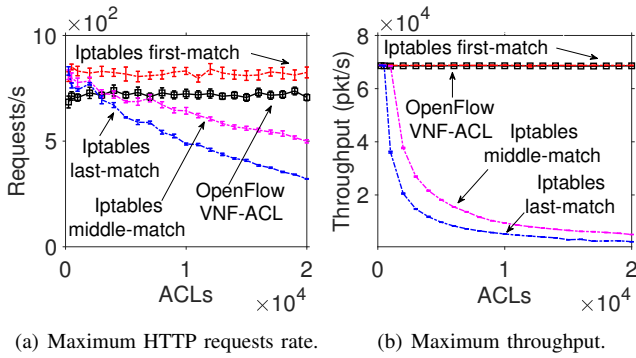 10 × 10²
Iptables first-match
Requests/s
5
0
Iptables
last-match
Iptables
middle-match
OpenFlow
VNF-ACL
0
1
2
ACLs
× 10⁴
(a) Maximum HTTP requests rate.
8 × 10⁴
Iptables first-match
Throughput (pkt/s)
6
4
2
OpenFlow
VNF-ACL
Iptables
middle-match
Iptables
last-match
0
1
2
ACLs
× 10⁴
(b) Maximum throughput.